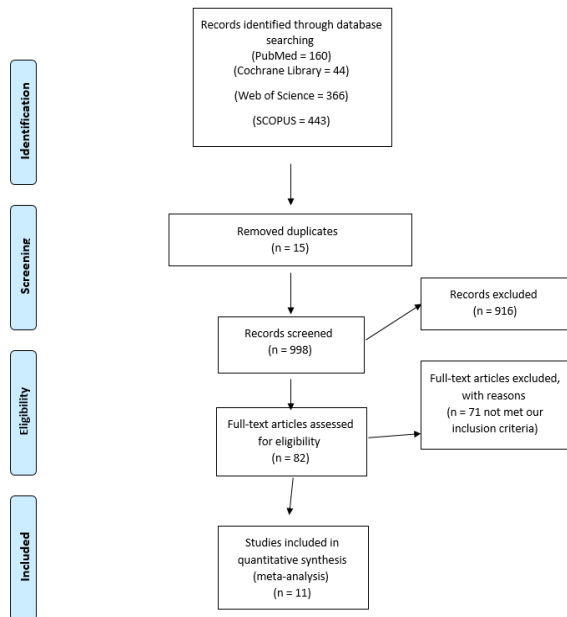 Records identified through database
searching
(PubMed = 160)
(Cochrane Library = 44)
(Web of Science = 366)
(SCOPUS = 443)
Identification
Removed duplicates
(n = 15)
Screening
Records excluded
(n = 916)
Records screened
(n = 998)
Full-text articles excluded,
with reasons
(n = 71 not met our
inclusion criteria)
Eligibility
Full-text articles assessed
for eligibility
(n = 82)
Studies included in
quantitative synthesis
(meta-analysis)
(n = 11)
Included